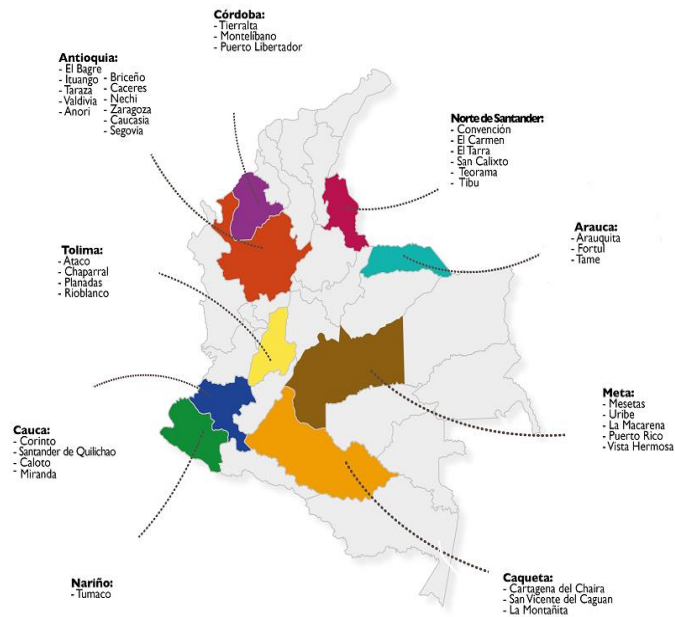 Córdoba:
- Tierralta
- Montelíbano
- Puerto Libertador
Antioquia:
- El Bagre
- Ituango
- Taraza
- Valdivia
- Anori
- Briceño
- Caceres
- Nechi
- Zaragoza
- Caucasia
- Segovia
Norte de Santander:
- Convención
- El Carmen
- El Tarra
- San Calixto
- Teorama
- Tibu
Arauca:
- Arauquita
- Fortul
- Tame
Tolima:
- Ataco
- Chaparral
- Planadas
- Rioblanco
Meta:
- Mesetas
- Uribe
- La Macarena
- Puerto Rico
- Vista Hermosa
Cauca:
- Corinto
- Santander de Quilichao
- Caloto
- Miranda
Nariño:
- Tumaco
Caqueta:
- Cartagena del Chaira
- San Vicente del Caguan
- La Montañita